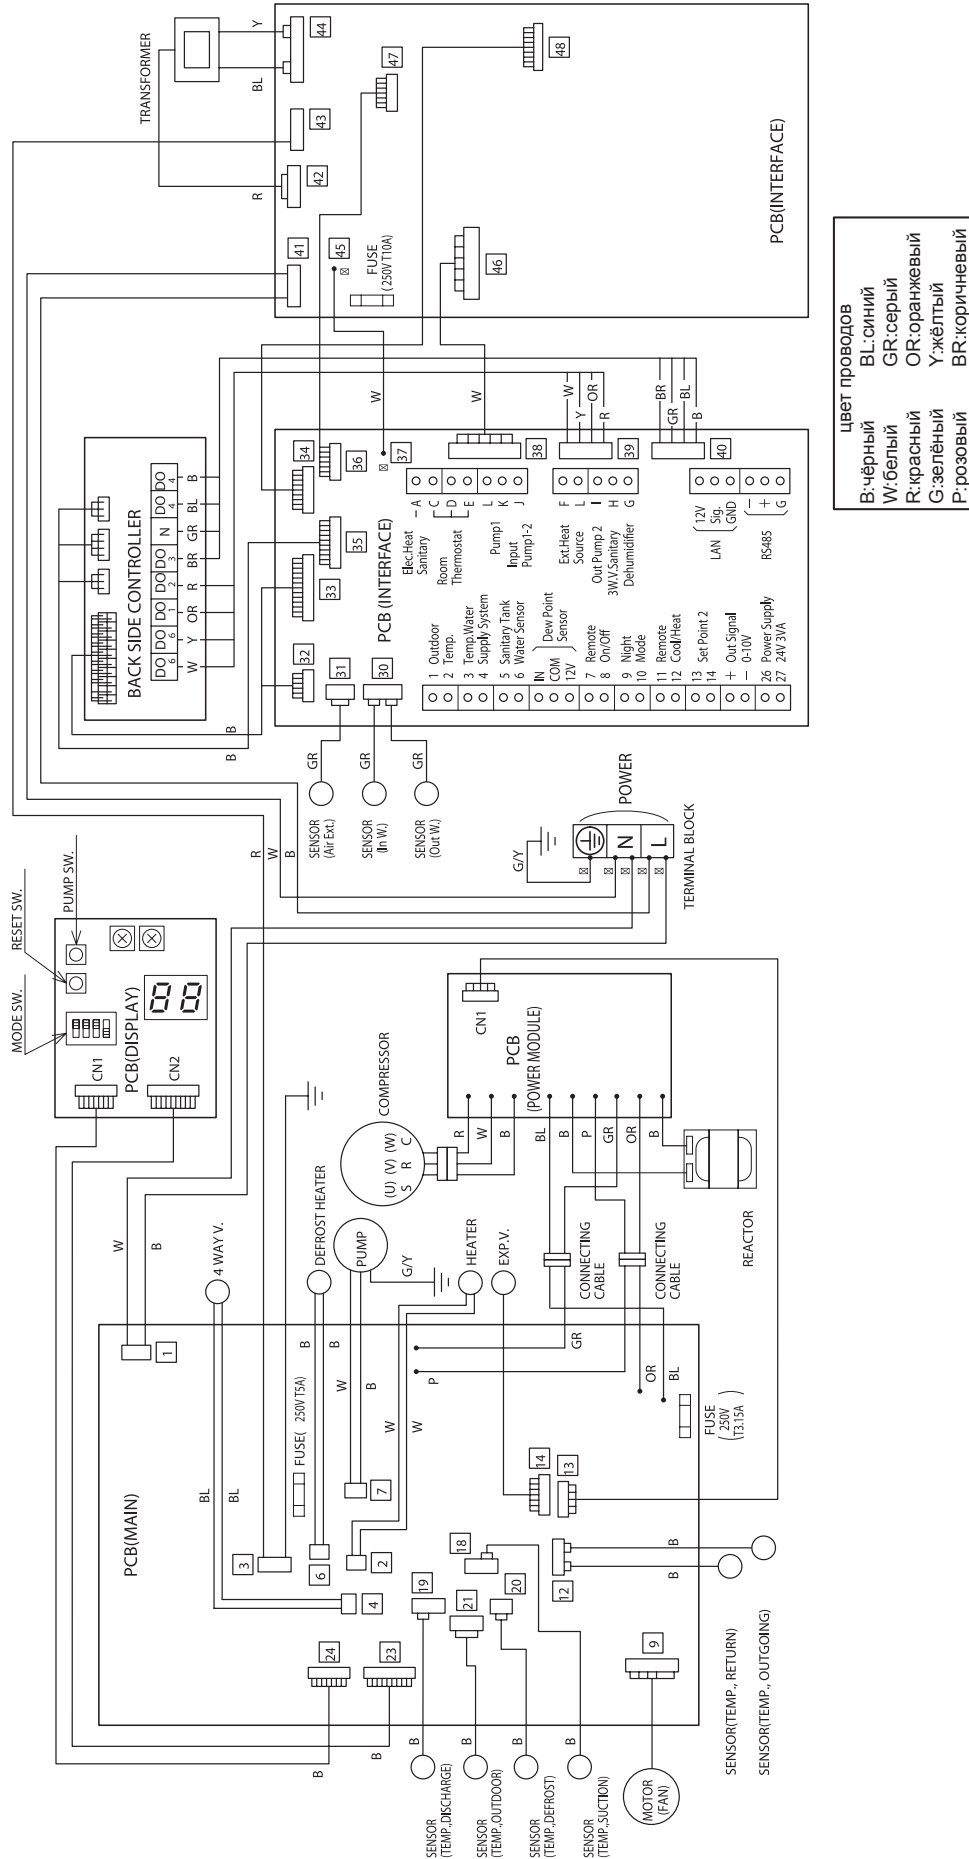 TRANSFORMER
Y
BL
R
44
43
42
41
47
48
45
46
FUSE
(250V T10A)
PCB(INTERFACE)
BACK SIDE CONTROLLER
DO 6
DO 6
DO 1
DO 2
DO 3
N
DO 4
DO 4
W
Y
OR
R
BR
GR
BL
B
B
B
34
36
35
33
32
31
30
37
38
39
40
PCB (INTERFACE)
W
W
W
Y
OR
R
BR
GR
BL
B
Elec.Heat
Sanitary
A
C
Room
Thermostat
D
E
Pump1
Input
Pump1-2
L
K
J
Ext.Heat
Source
F
L
Out Pump 2
3W.V.Sanitary
Dehumidifier
I
H
G
LAN
12V
Sig.
GND
RS485
−
+
G
1 Outdoor
2 Temp.
3 Temp.Water
4 Supply System
5 Sanitary Tank
6 Water Sensor
IN
COM
12V
Dew Point
Sensor
7 Remote
8 On/Off
9 Night
10 Mode
11 Remote
12 Cool/Heat
13 Set Point 2
14
+ Out Signal
− 0-10V
26 Power Supply
27 24V 3VA
GR
GR
GR
SENSOR
(Air Ext.)
SENSOR
(In W.)
SENSOR
(Out W.)
R
W
B
G/Y
N
L
POWER
TERMINAL BLOCK
MODE SW.
RESET SW.
PUMP SW.
PCB(DISPLAY)
88
CN1
CN2
COMPRESSOR
(U) (V) (W)
S R C
CN1
PCB
(POWER MODULE)
R
W
B
BL
B
P
GR
OR
B
REACTOR
CONNECTING
CABLE
CONNECTING
CABLE
W
B
4 WAY V.
DEFROST HEATER
PUMP
G/Y
HEATER
EXP.V.
PCB(MAIN)
1
BL
BL
FUSE( 250V T5A)
B
B
W
B
W
W
P
GR
OR
BL
FUSE
(250V
T3.15A)
3
6
7
2
4
14
13
18
19
21
20
12
24
23
9
B
B
B
B
B
B
B
B
SENSOR
(TEMP.,DISCHARGE)
SENSOR
(TEMP.,OUTDOOR)
SENSOR
(TEMP.,DEFROST)
SENSOR
(TEMP.,SUCTION)
MOTOR
(FAN)
SENSOR(TEMP., RETURN)
SENSOR(TEMP., OUTGOING)
цвет проводов
B:чёрный BL:синий
W:белый GR:серый
R:красный OR:оранжевый
G:зелёный Y:жёлтый
P:розовый BR:коричневый